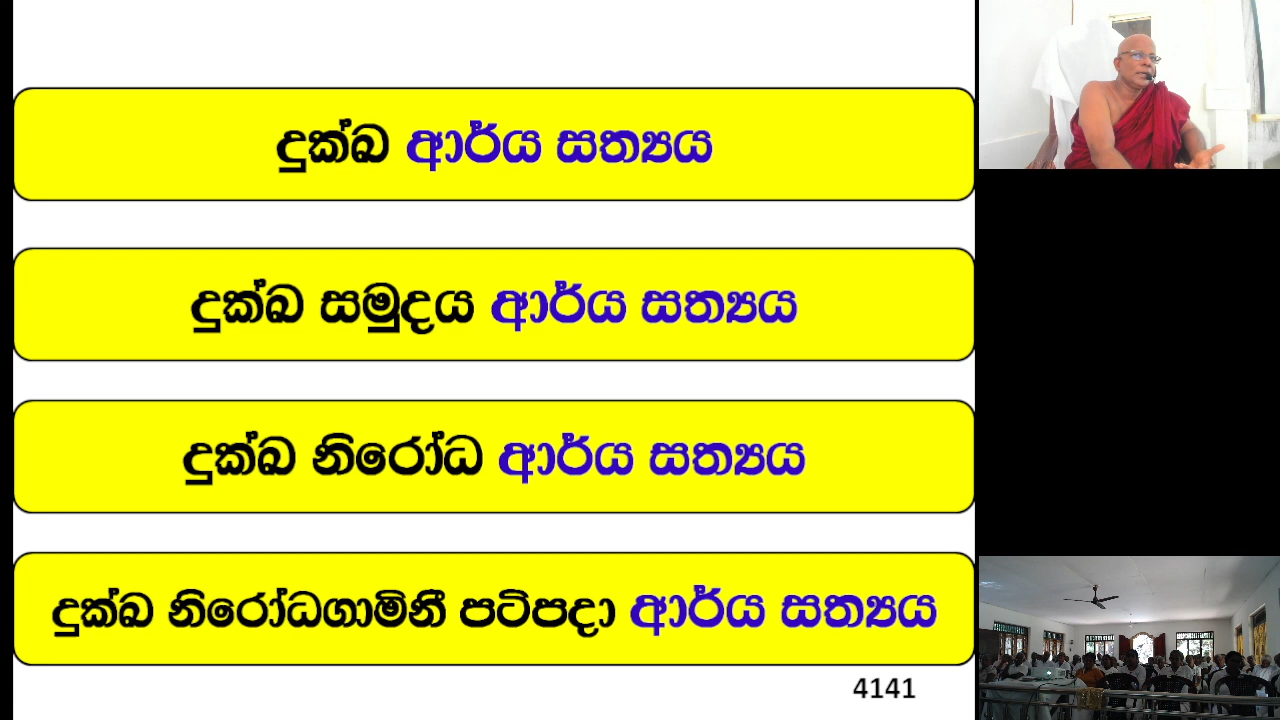 දුක්ඛ ආර්ය සත්‍යය
දුක්ඛ සමුදය ආර්ය සත්‍යය
දුක්ඛ නිරෝධ ආර්ය සත්‍යය
දුක්ඛ නිරෝධගාමිනී පටිපදා ආර්ය සත්‍යය
4141